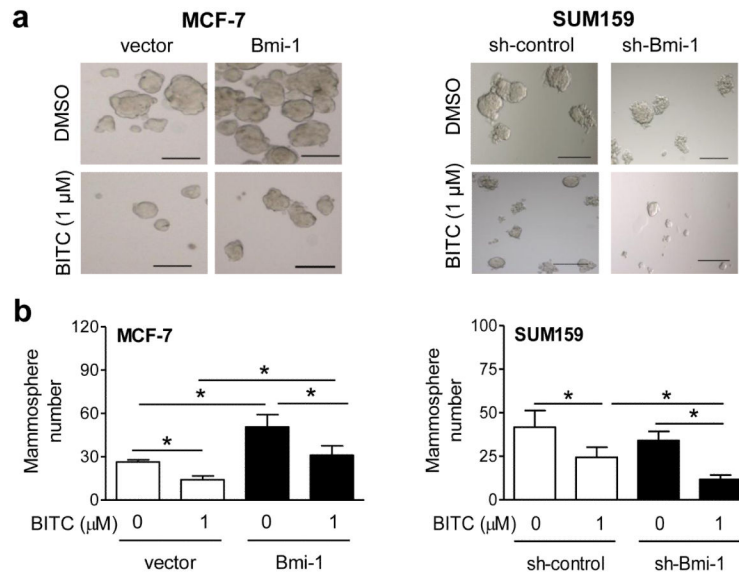 a
MCF-7
SUM159
vector
Bmi-1
sh-control
sh-Bmi-1
DMSO
BITC (1 µM)
DMSO
BITC (1 µM)
b
MCF-7
Mammosphere
number
120
90
60
30
0
*
*
*
*
BITC (µM)
0
1
0
1
vector
Bmi-1
SUM159
Mammosphere
number
100
75
50
25
0
*
*
*
BITC (µM)
0
1
0
1
sh-control
sh-Bmi-1